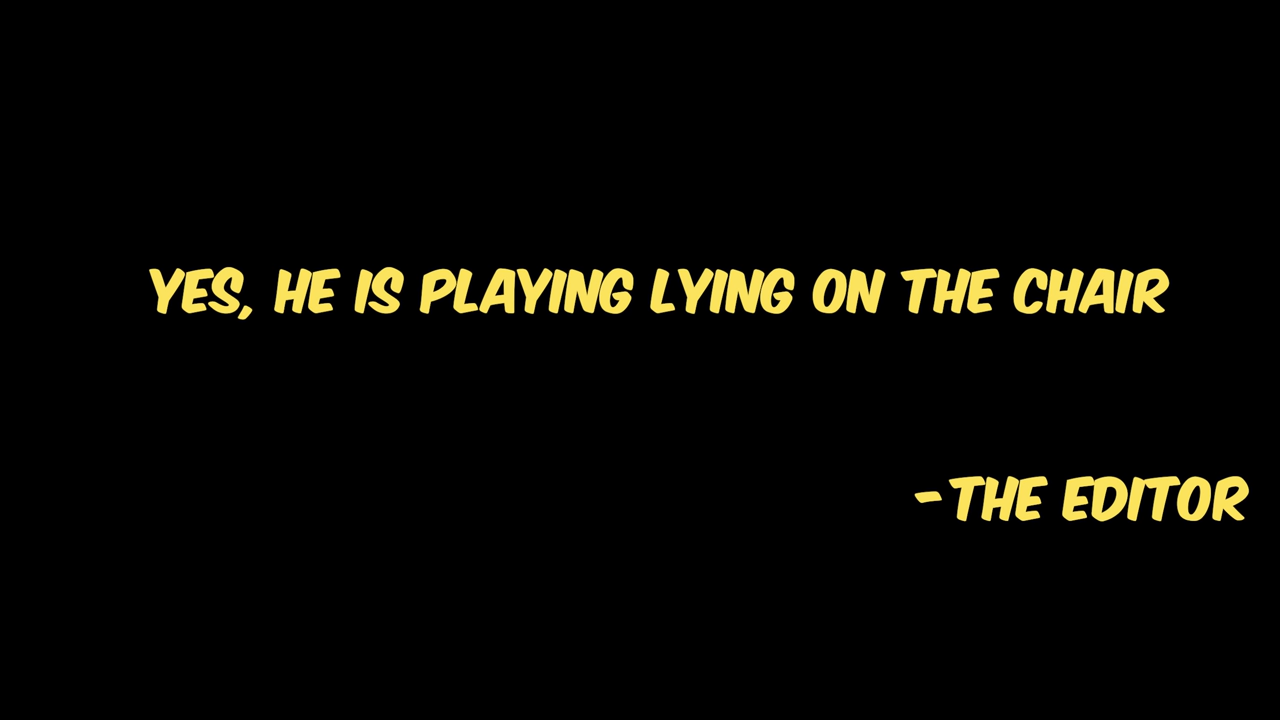 YES, HE IS PLAYING LYING ON THE CHAIR
-THE EDITOR